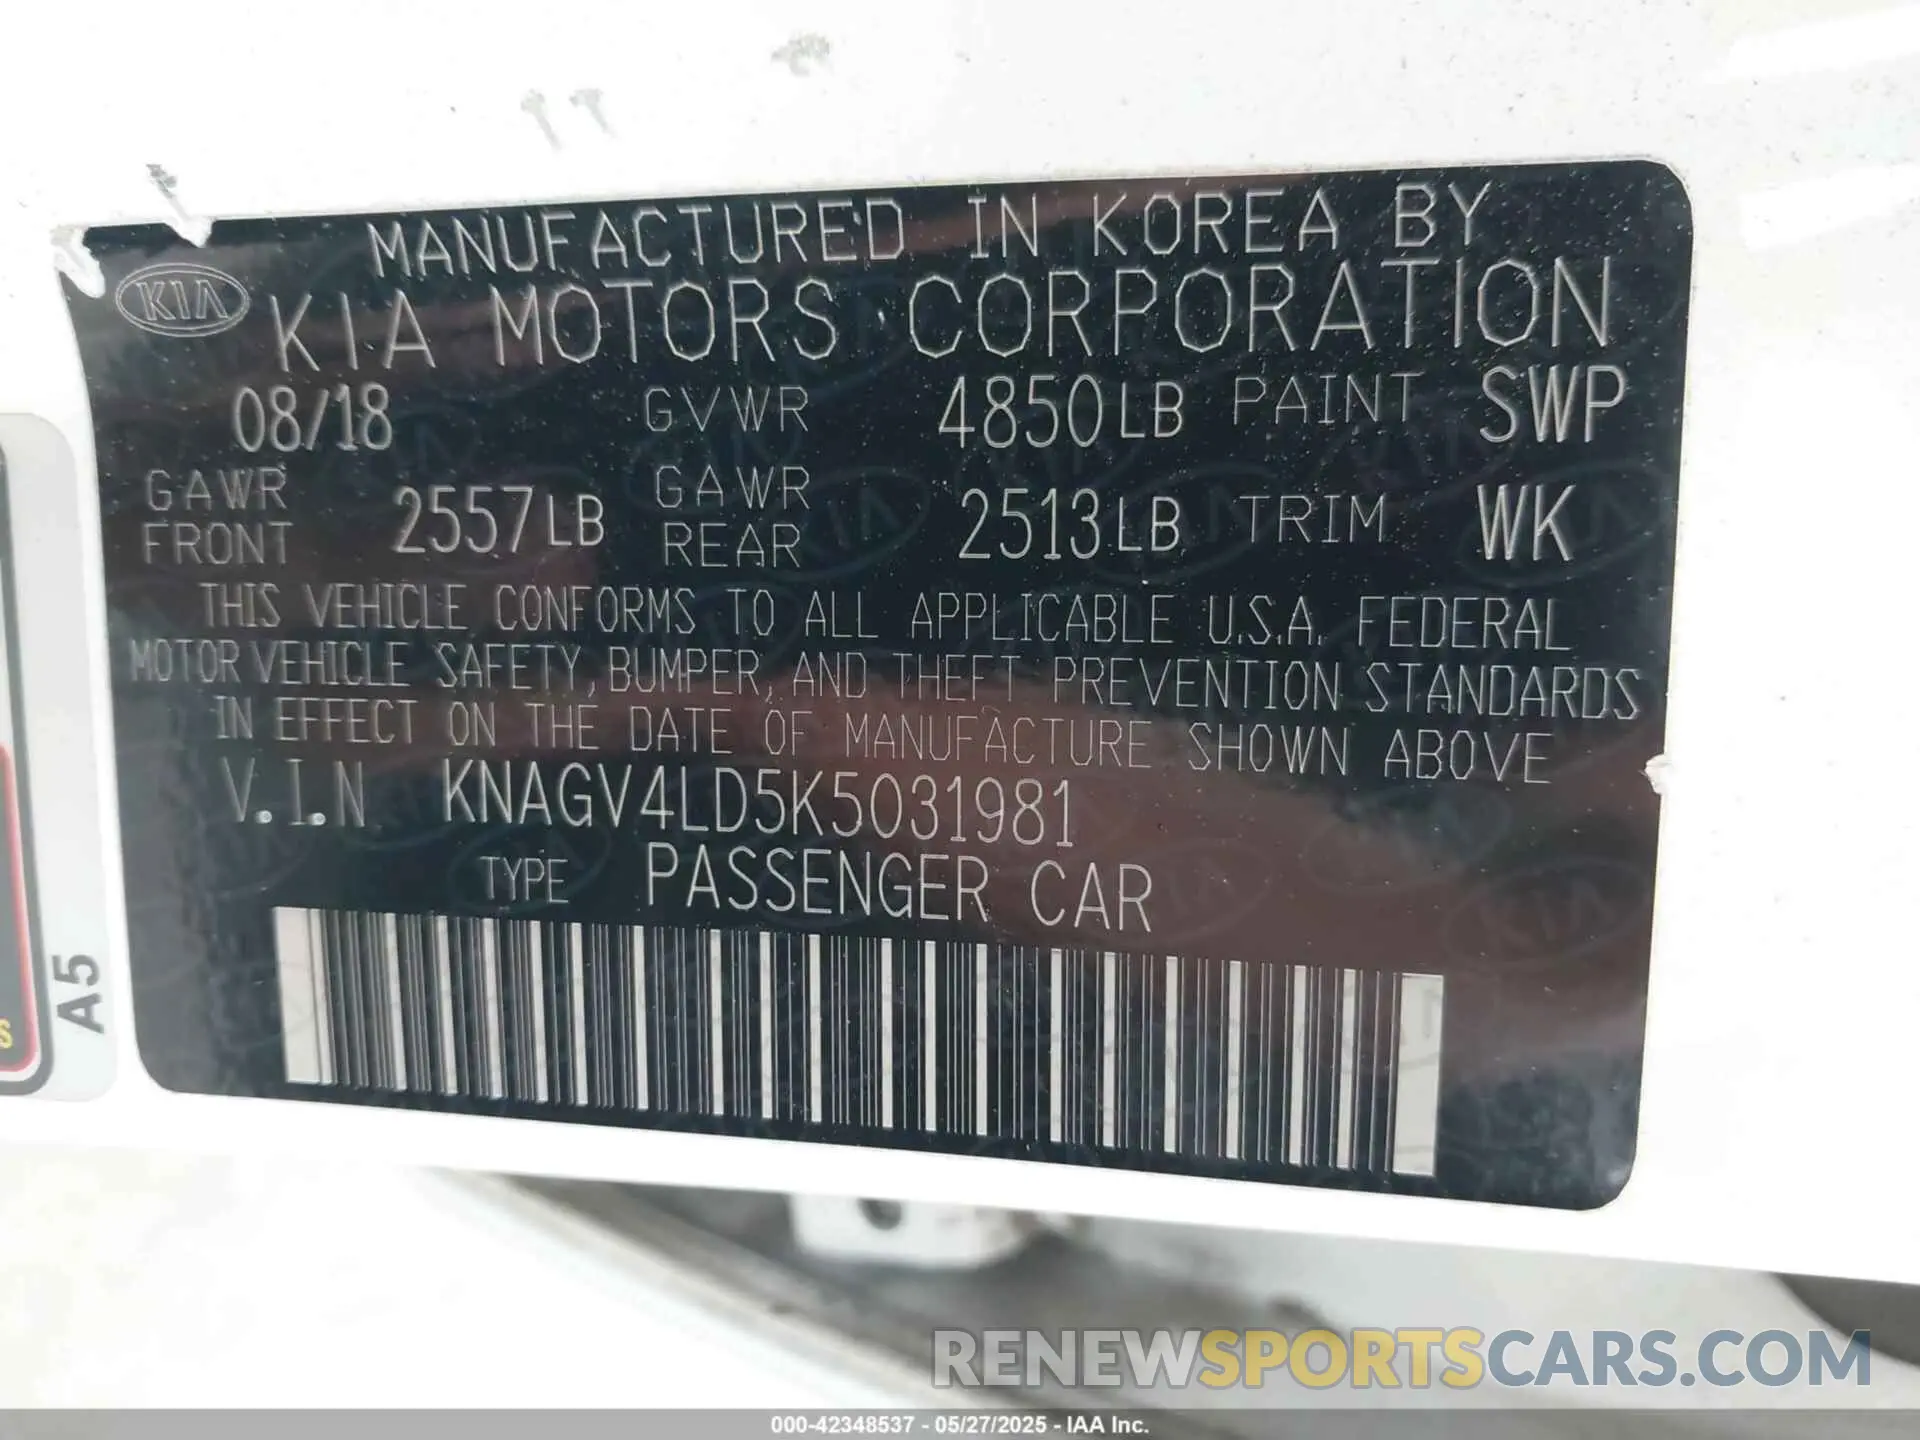 MANUFACTURED IN KOREA BY
KIA
KIA MOTORS CORPORATION
08/18 GVWR 4850LB PAINT SWP
GAWR FRONT 2557LB GAWR REAR 2513LB TRIM WK
THIS VEHICLE CONFORMS TO ALL APPLICABLE U.S.A. FEDERAL
MOTOR VEHICLE SAFETY, BUMPER, AND THEFT PREVENTION STANDARDS
IN EFFECT ON THE DATE OF MANUFACTURE SHOWN ABOVE
V.I.N KNAGV4LD5K5031981
TYPE PASSENGER CAR
A5
S
RENEWSPORTSCARS.COM
000-42348537 - 05/27/2025 - IAA Inc.